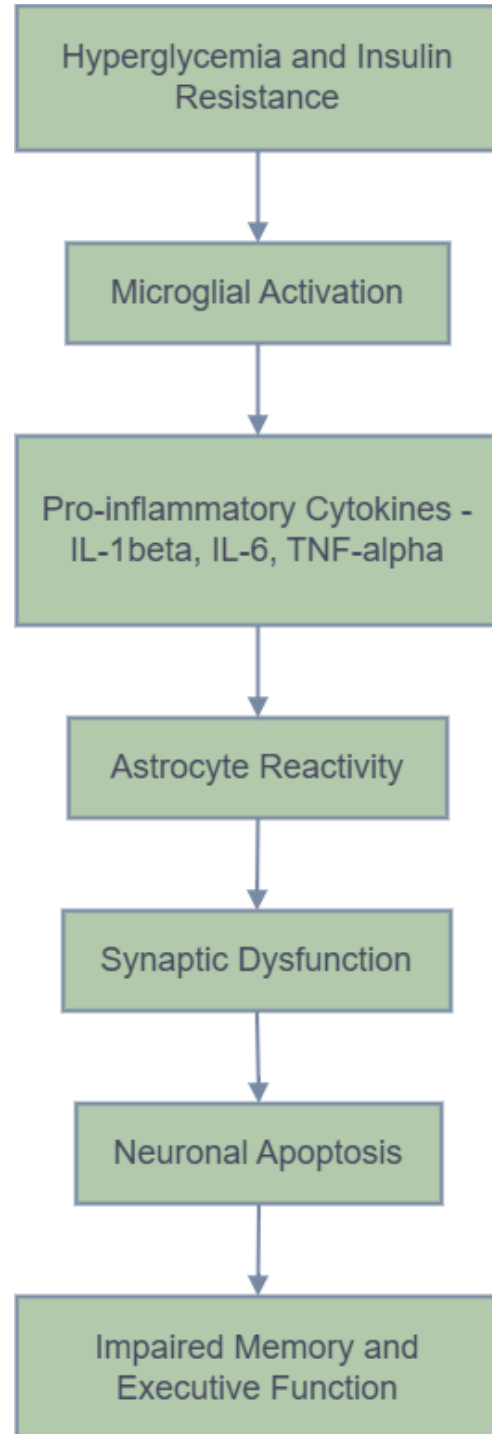 Hyperglycemia and Insulin
Resistance
Microglial Activation
Pro-inflammatory Cytokines -
IL-1beta, IL-6, TNF-alpha
Astrocyte Reactivity
Synaptic Dysfunction
Neuronal Apoptosis
Impaired Memory and
Executive Function